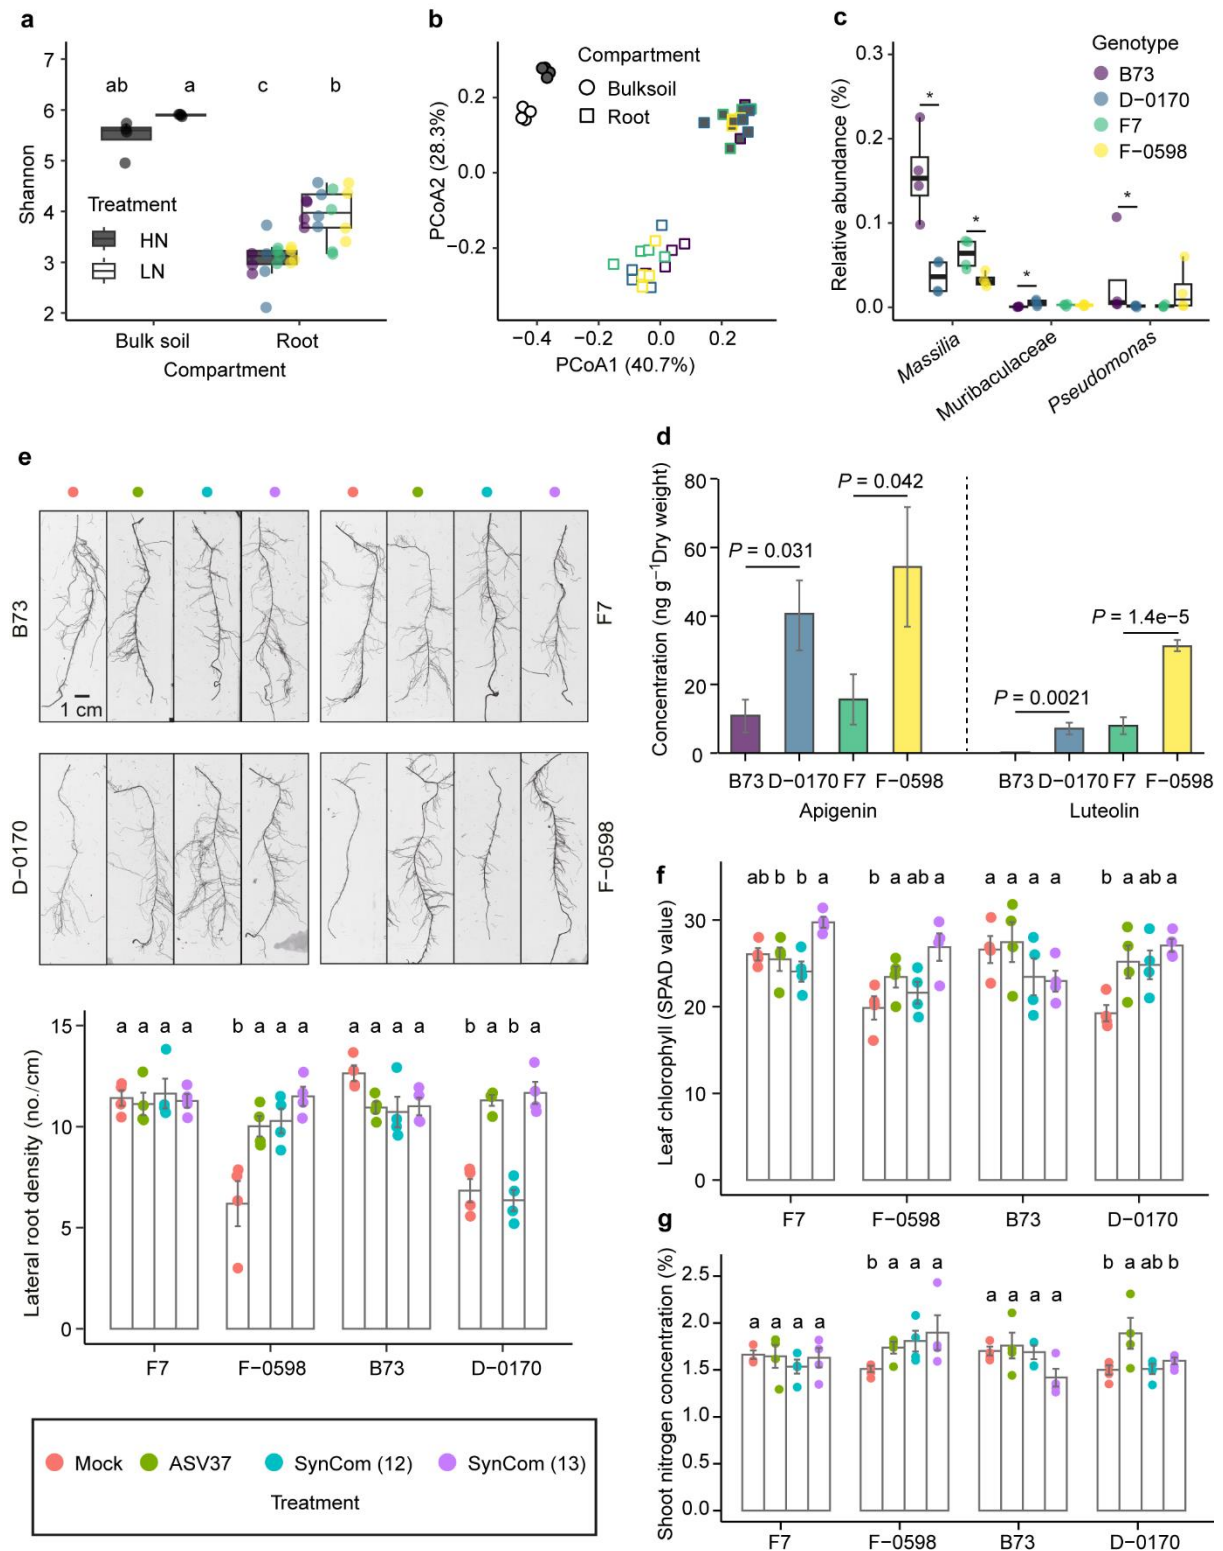 a
7
6
5
4
3
2
Shannon
ab
a
c
b
Treatment
HN
LN
Bulk soil
Root
Compartment
b
0.2
0.0
−0.2
PCoA2 (28.3%)
Compartment
Bulksoil
Root
−0.4
−0.2
0.0
0.2
PCoA1 (40.7%)
c
0.3
0.2
0.1
0.0
Relative abundance (%)
Genotype
B73
D−0170
F7
F−0598
*
*
*
*
Massilia
Muribaculaceae
Pseudomonas
d
80
60
40
20
0
Concentration (ng g⁻¹Dry weight)
P = 0.031
P = 0.042
P = 0.0021
P = 1.4e−5
B73 D−0170 F7 F−0598
Apigenin
B73 D−0170 F7 F−0598
Luteolin
e
B73
F7
1 cm
D−0170
F−0598
15
10
5
0
Lateral root density (no./cm)
a a a a
b a a a
a a a a
b a b a
F7
F−0598
B73
D−0170
Mock
ASV37
SynCom (12)
SynCom (13)
Treatment
f
30
20
10
0
Leaf chlorophyll (SPAD value)
ab b b a
b a ab a
a a a a
b a ab a
F7
F−0598
B73
D−0170
g
2.5
2.0
1.5
1.0
0.5
0.0
Shoot nitrogen concentration (%)
a a a a
b a a a
a a a a
b a ab b
F7
F−0598
B73
D−0170